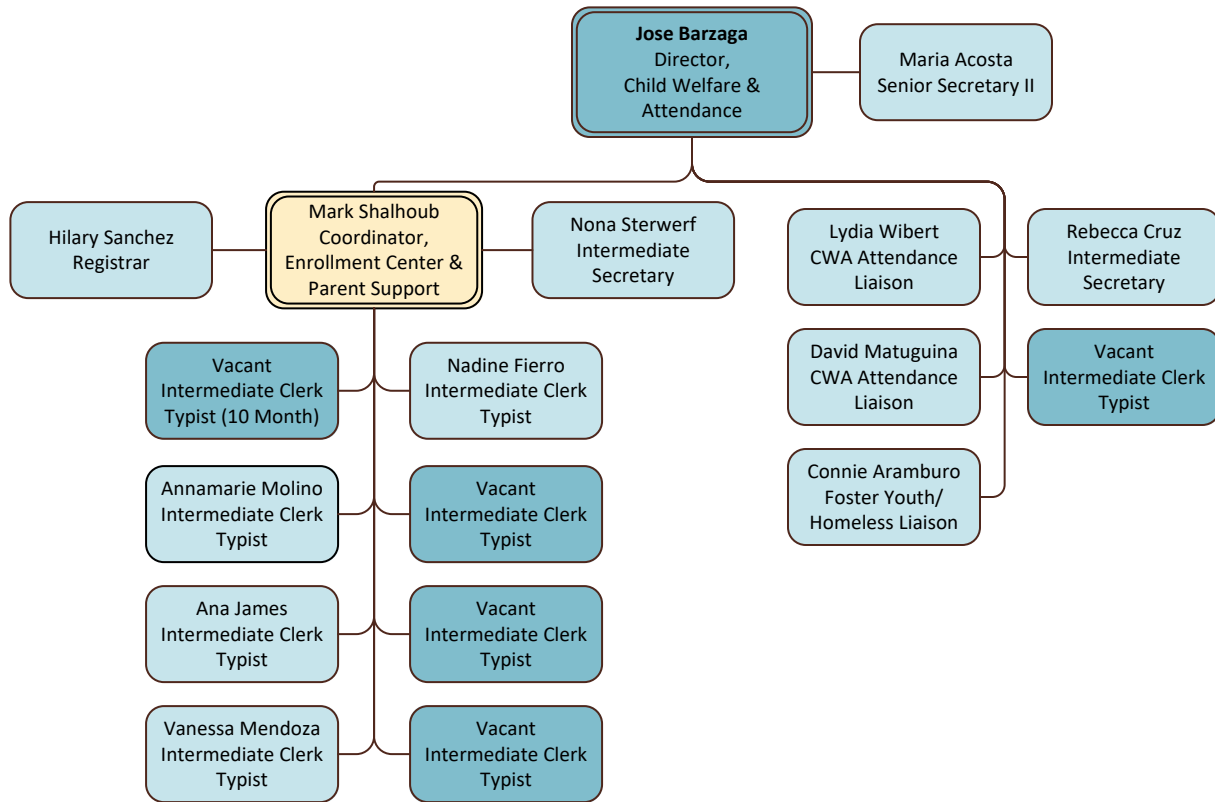 Jose Barzaga
Director,
Child Welfare &
Attendance
Maria Acosta
Senior Secretary II
Hilary Sanchez
Registrar
Mark Shalhoub
Coordinator,
Enrollment Center &
Parent Support
Nona Sterwerf
Intermediate
Secretary
Lydia Wibert
CWA Attendance
Liaison
Rebecca Cruz
Intermediate
Secretary
Vacant
Intermediate Clerk
Typist (10 Month)
Nadine Fierro
Intermediate Clerk
Typist
David Matuguina
CWA Attendance
Liaison
Vacant
Intermediate Clerk
Typist
Annamarie Molino
Intermediate Clerk
Typist
Vacant
Intermediate Clerk
Typist
Connie Aramburo
Foster Youth/
Homeless Liaison
Ana James
Intermediate Clerk
Typist
Vacant
Intermediate Clerk
Typist
Vanessa Mendoza
Intermediate Clerk
Typist
Vacant
Intermediate Clerk
Typist